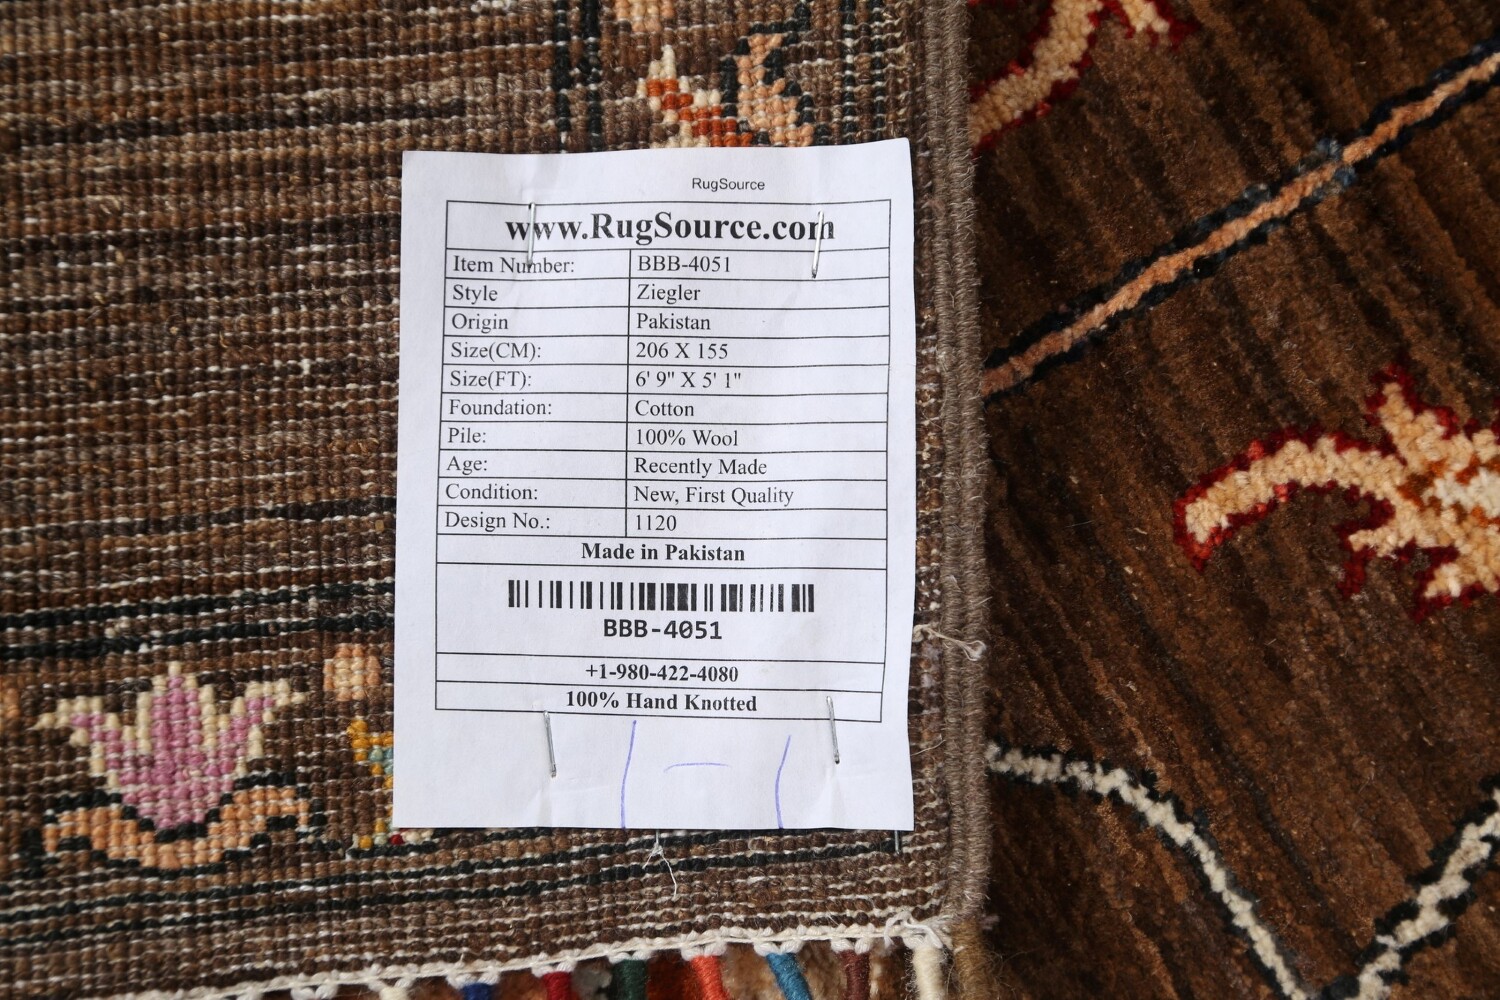 RugSource
www.RugSource.com
Item Number: BBB-4051
Style Ziegler
Origin Pakistan
Size(CM): 206 X 155
Size(FT): 6' 9" X 5' 1"
Foundation: Cotton
Pile: 100% Wool
Age: Recently Made
Condition: New, First Quality
Design No.: 1120
Made in Pakistan
BBB-4051
+1-980-422-4080
100% Hand Knotted
1-1